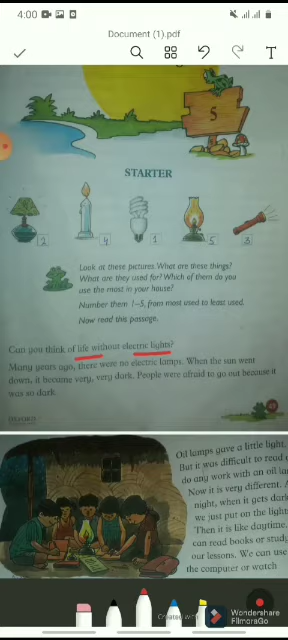 4:00
Document (1).pdf
T
5
STARTER
2 4 1 5 3
Look at these pictures. What are these things?
What are they used for? Which of them do you
use the most in your house?
Number them 1–5, from most used to least used.
Now read this passage.
Can you think of life without electric lights?
Many years ago, there were no electric lamps. When the sun went
down, it became very, very dark. People were afraid to go out because it
was so dark.
OXFORD
Oil lamps gave a little light.
But it was difficult to read
do any work with an oil
Now it is very different.
night, when it gets dark
we just put on the
Then it is like daytime.
can read books or
our lessons. We can use
the computer or watch
Created with
Wondershare
FilmoraGo